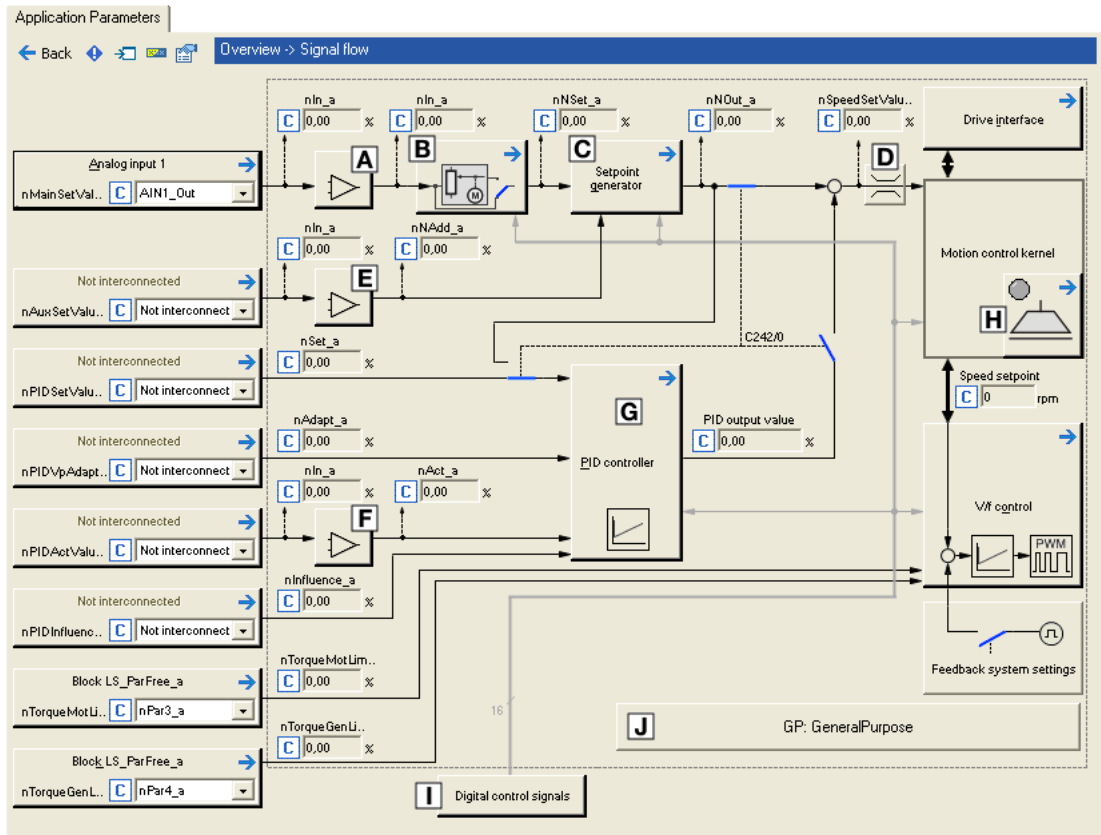 Application Parameters
Back
Overview -> Signal flow
nIn_a
C 0,00 %
nIn_a
C 0,00 %
nNSet_a
C 0,00 %
nNOut_a
C 0,00 %
nSpeedSetValu..
C 0,00 %
Drive interface
Analog input 1
nMainSetVal.. C AIN1_Out
A
B
M
C
Setpoint
generator
D
Motion control kernel
H
nIn_a
C 0,00 %
nNAdd_a
C 0,00 %
E
Not interconnected
nAuxSetValu.. C Not interconnect
C242/0
nSet_a
C 0,00 %
Not interconnected
nPIDSetValu.. C Not interconnect
Speed setpoint
C 0 rpm
nAdapt_a
C 0,00 %
Not interconnected
nPIDVpAdapt.. C Not interconnect
G
PID controller
PID output value
C 0,00 %
nIn_a
C 0,00 %
nAct_a
C 0,00 %
F
Not interconnected
nPIDActValu.. C Not interconnect
V/f control
PWM
nInfluence_a
C 0,00 %
Not interconnected
nPIDInfluenc.. C Not interconnect
Feedback system settings
nTorqueMotLim..
C 0,00 %
Block LS_ParFree_a
nTorqueMotLi.. C nPar3_a
16
J GP: GeneralPurpose
nTorqueGenLi..
C 0,00 %
Block LS_ParFree_a
nTorqueGenL.. C nPar4_a
I Digital control signals